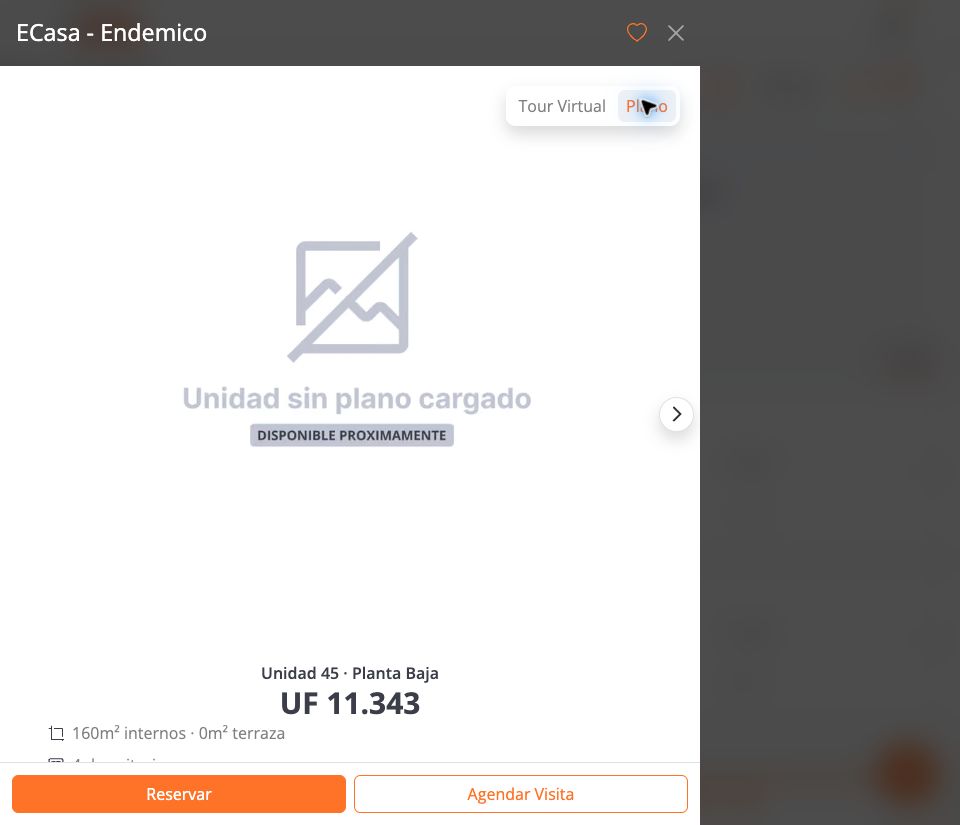 ECasa - Endemico
Tour Virtual
Plano
Unidad sin plano cargado
DISPONIBLE PROXIMAMENTE
Unidad 45 · Planta Baja
UF 11.343
160m² internos · 0m² terraza
Reservar
Agendar Visita